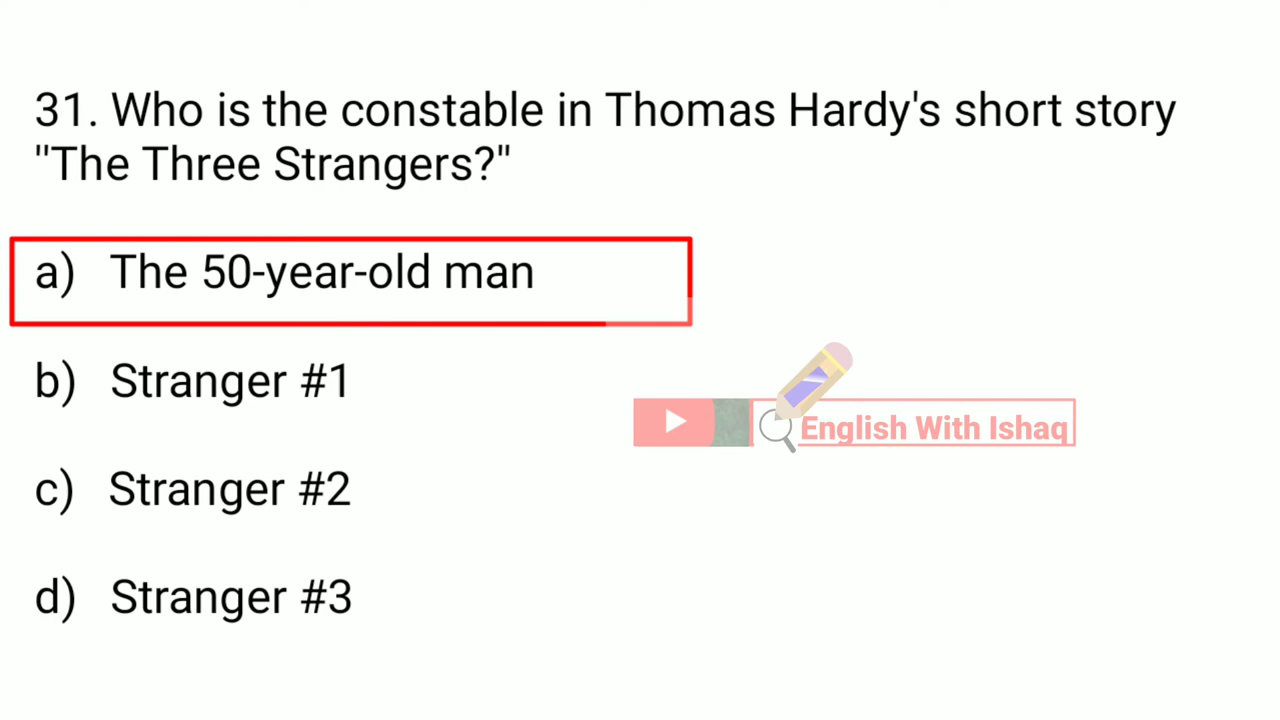 31. Who is the constable in Thomas Hardy's short story
"The Three Strangers?"
a) The 50-year-old man
b) Stranger #1
English With Ishaq
c) Stranger #2
d) Stranger #3